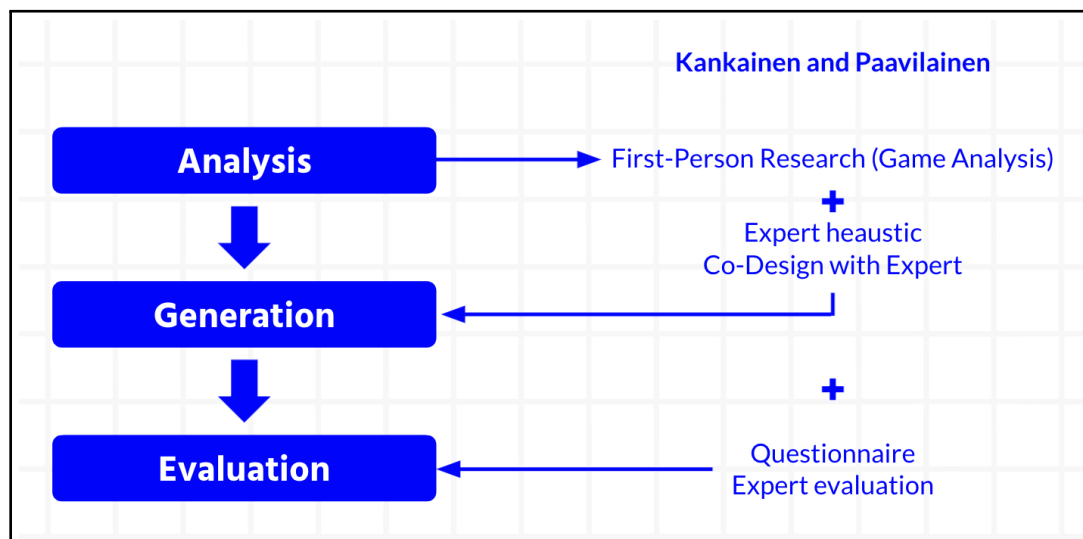 Kankainen and Paavilainen
Analysis
First-Person Research (Game Analysis)
+
Expert heaustic
Co-Design with Expert
Generation
+
Evaluation
Questionnaire
Expert evaluation